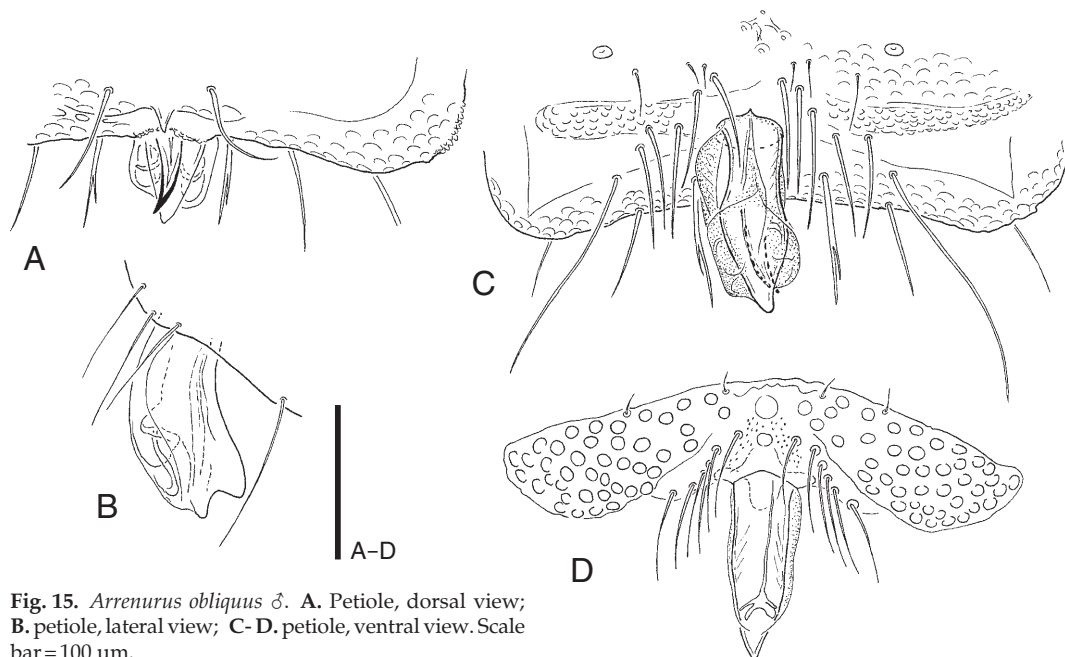 A
C
B
A–D
D
Fig. 15. Arrenurus obliquus ♂. A. Petiole, dorsal view;
B. petiole, lateral view; C- D. petiole, ventral view. Scale
bar = 100 µm.